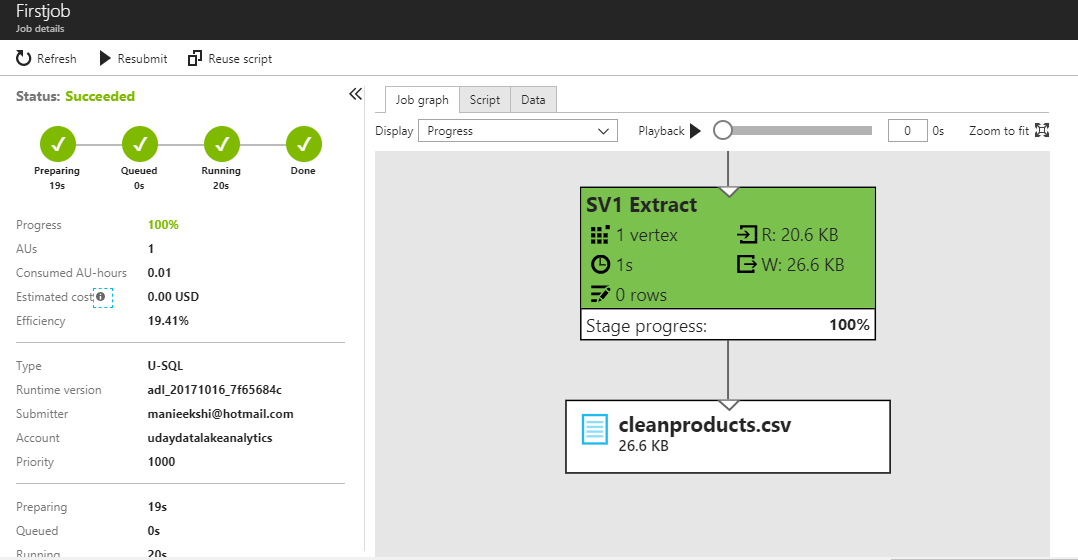 Firstjob
Job details
Refresh Resubmit Reuse script
Status: Succeeded
Preparing Queued Running Done
19s 0s 20s
Progress 100%
AUs 1
Consumed AU-hours 0.01
Estimated cost 0.00 USD
Efficiency 19.41%
Type U-SQL
Runtime version adl_20171016_7f65684c
Submitter manieekshi@hotmail.com
Account udaydatalakeanalytics
Priority 1000
Preparing 19s
Queued 0s
Running 20s
Job graph Script Data
Display Progress Playback 0 0s Zoom to fit
SV1 Extract
1 vertex R: 20.6 KB
1s W: 26.6 KB
0 rows
Stage progress: 100%
cleanproducts.csv
26.6 KB